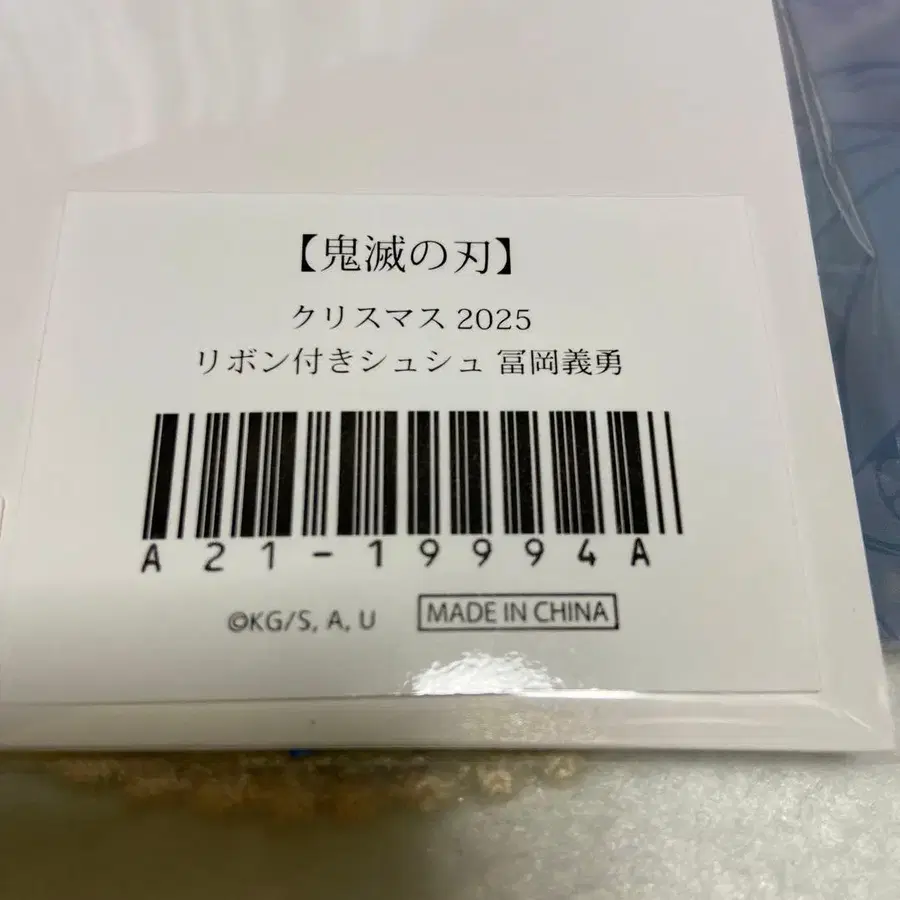 【鬼滅の刃】
クリスマス 2025
リボン付きシュシュ 冨岡義勇
A21-19994A
©KG/S, A, U MADE IN CHINA